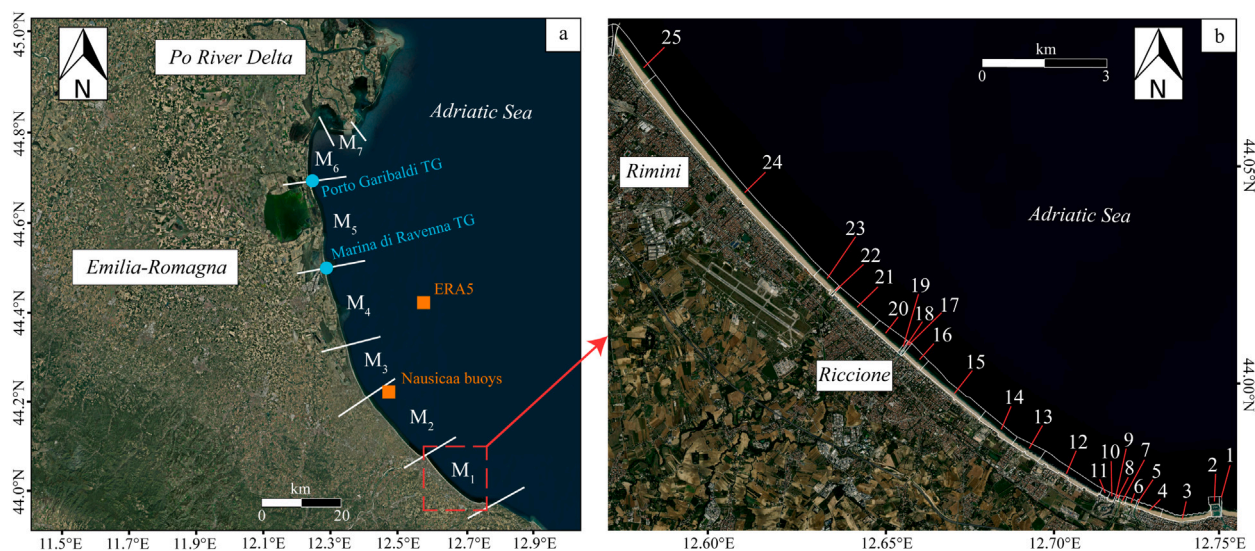 a
Po River Delta
N
Adriatic Sea
M7
M6
Porto Garibaldi TG
M5
Marina di Ravenna TG
Emilia-Romagna
ERA5
M4
M3
Nausicaa buoys
M2
M1
km
0 20
45.0°N
44.8°N
44.6°N
44.4°N
44.2°N
44.0°N
11.5°E 11.7°E 11.9°E 12.1°E 12.3°E 12.5°E 12.7°E 12.9°E
b
km
0 3
N
25
Rimini
24
Adriatic Sea
23
22
21
20
19
18
17
16
Riccione
15
14
13
12
11
10
9
8
7
6
5
4
3
2
1
44.05°N
44.00°N
12.60°E 12.65°E 12.70°E 12.75°E